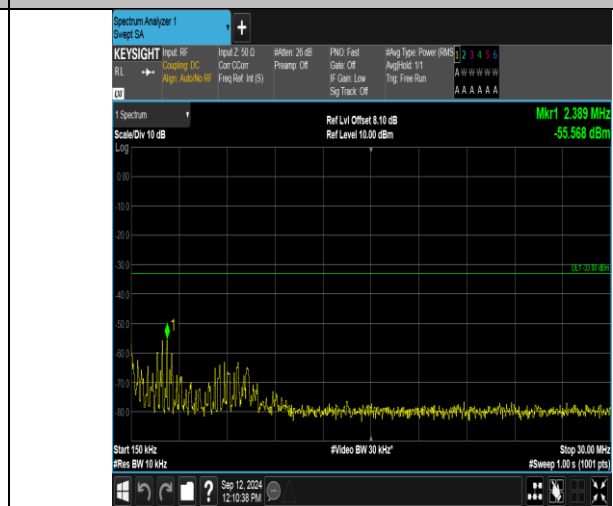 Spectrum Analyzer 1
Swept SA
+
KEYSIGHT
RL
LXI
Input: RF
Coupling: DC
Align: Auto/No RF
Input Z: 50 Ω
Corr CCorr
Freq Ref: Int (S)
#Atten: 26 dB
Preamp: Off
PNO: Fast
Gate: Off
IF Gain: Low
Sig Track: Off
#Avg Type: Power (RMS
Avg|Hold: 1/1
Trig: Free Run
1 2 3 4 5 6
A W W W W W
A A A A A A
1 Spectrum
Scale/Div 10 dB
Ref Lvl Offset 8.10 dB
Ref Level 10.00 dBm
Mkr1 2.389 MHz
-55.568 dBm
Log
0.00
-10.0
-20.0
-30.0
DL1 -33.00 dBm
-40.0
-50.0
1
-60.0
-70.0
-80.0
Start 150 kHz
#Res BW 10 kHz
#Video BW 30 kHz*
Stop 30.00 MHz
#Sweep 1.00 s (1001 pts)
?
Sep 12, 2024
12:10:38 PM